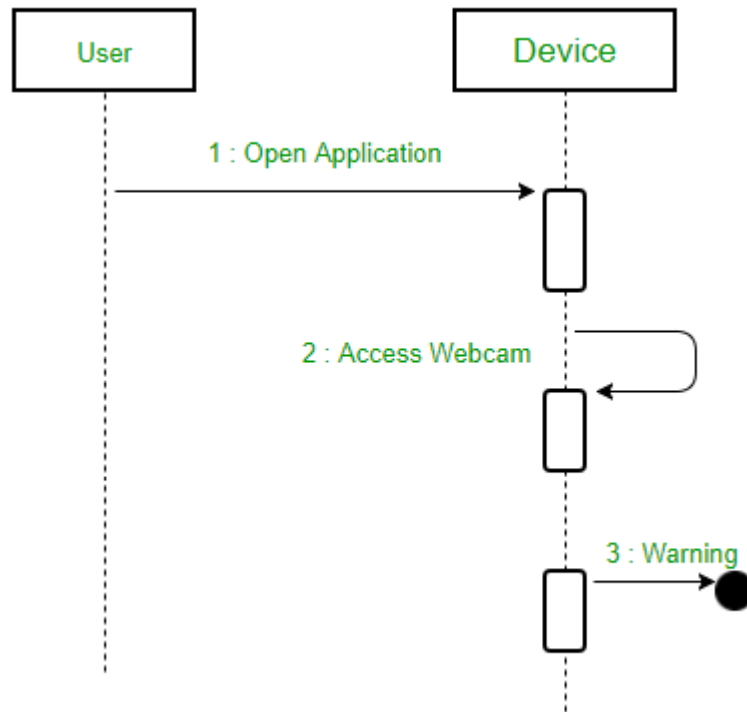 User
Device
1 : Open Application
2 : Access Webcam
3 : Warning